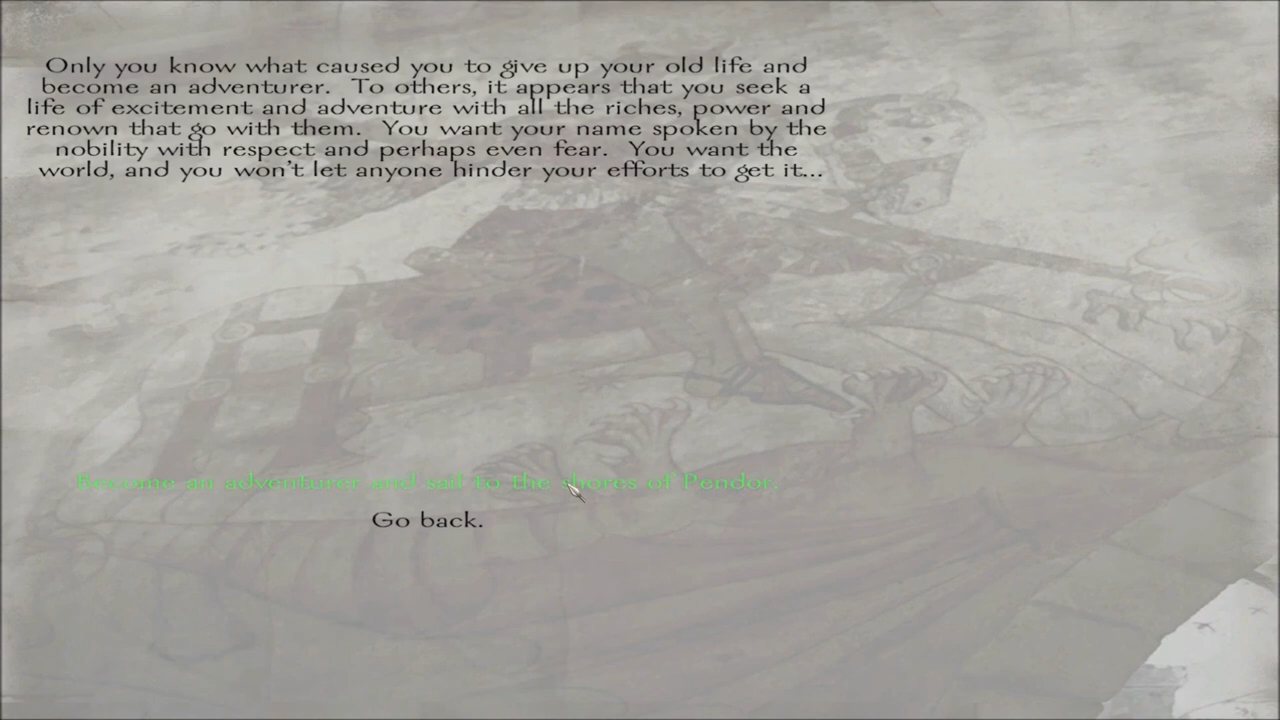 Only you know what caused you to give up your old life and
become an adventurer.  To others, it appears that you seek a
life of excitement and adventure with all the riches, power and
renown that go with them.  You want your name spoken by the
nobility with respect and perhaps even fear.  You want the
world, and you won't let anyone hinder your efforts to get it...
Become an adventurer and sail to the shores of Pendor.
Go back.